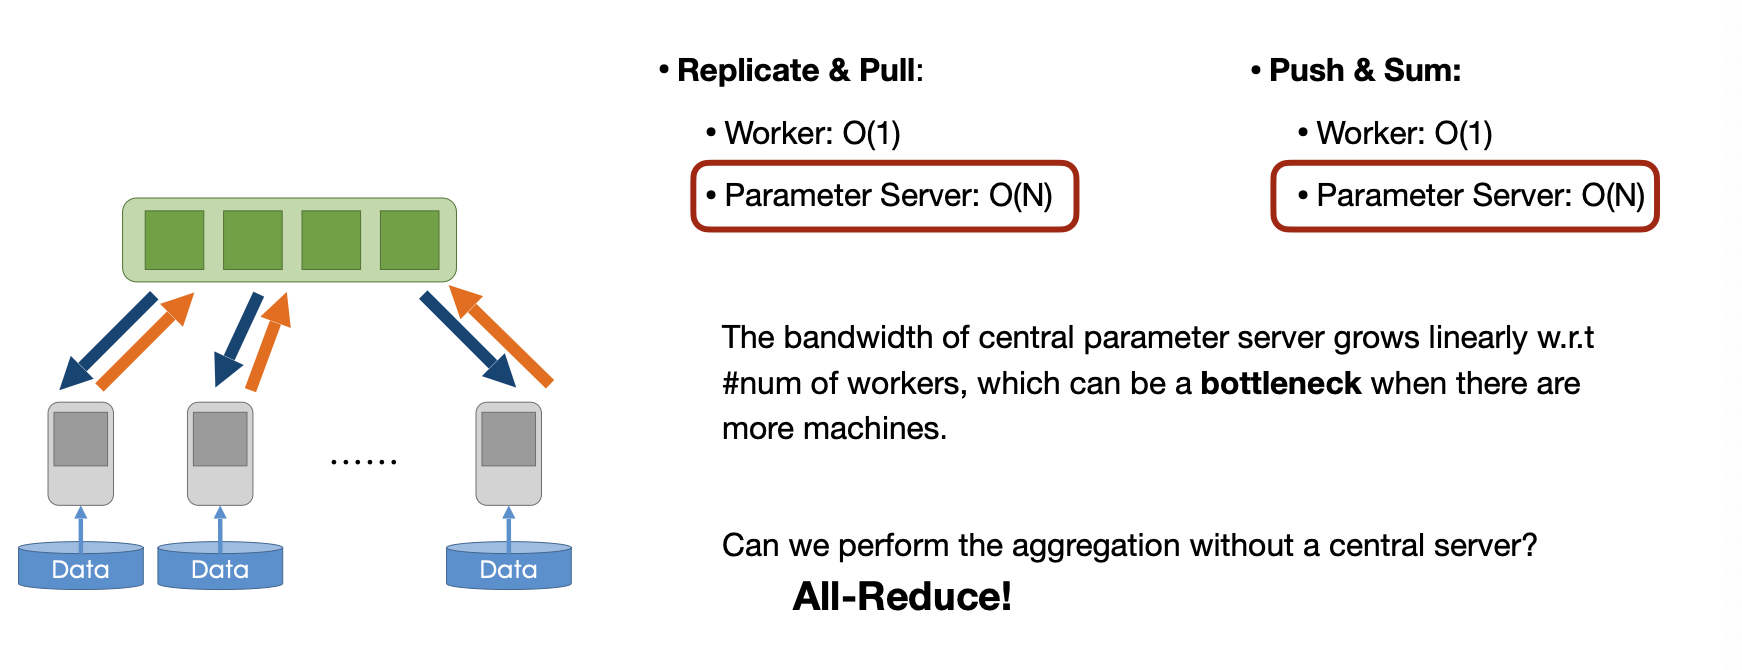 • Replicate & Pull:
• Worker: O(1)
• Parameter Server: O(N)
• Push & Sum:
• Worker: O(1)
• Parameter Server: O(N)
The bandwidth of central parameter server grows linearly w.r.t
#num of workers, which can be a bottleneck when there are
more machines.
Can we perform the aggregation without a central server?
All-Reduce!
......
Data
Data
Data